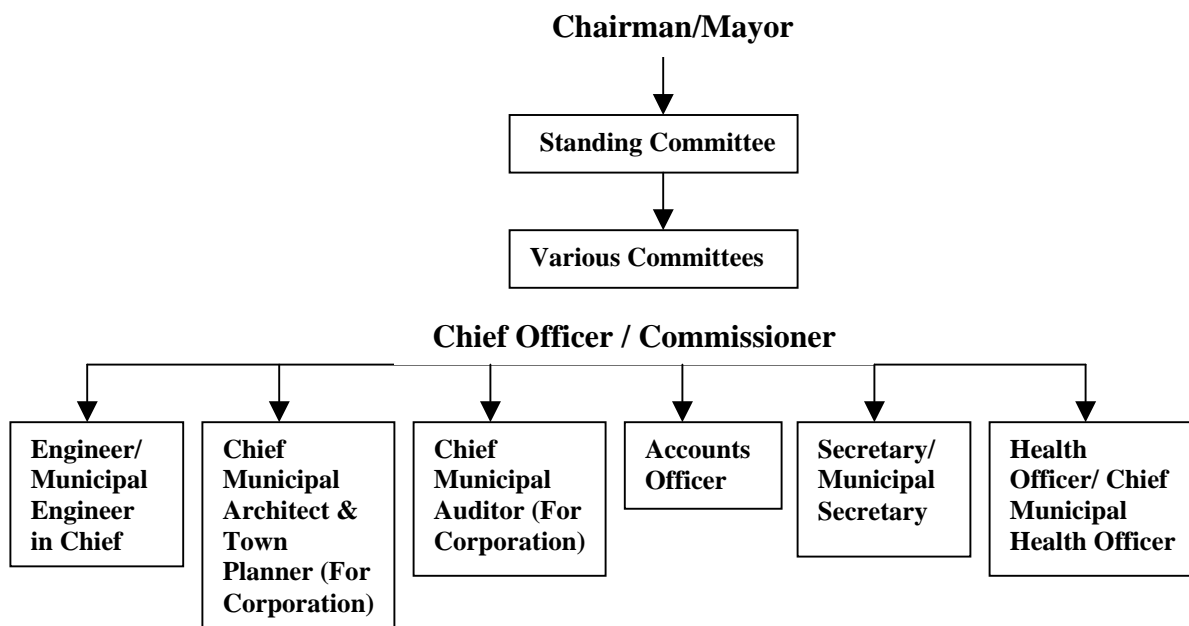 Chairman/Mayor
Standing Committee
Various Committees
Chief Officer / Commissioner
Engineer/
Municipal
Engineer
in Chief
Chief
Municipal
Architect &
Town
Planner (For
Corporation)
Chief
Municipal
Auditor (For
Corporation)
Accounts
Officer
Secretary/
Municipal
Secretary
Health
Officer/ Chief
Municipal
Health Officer